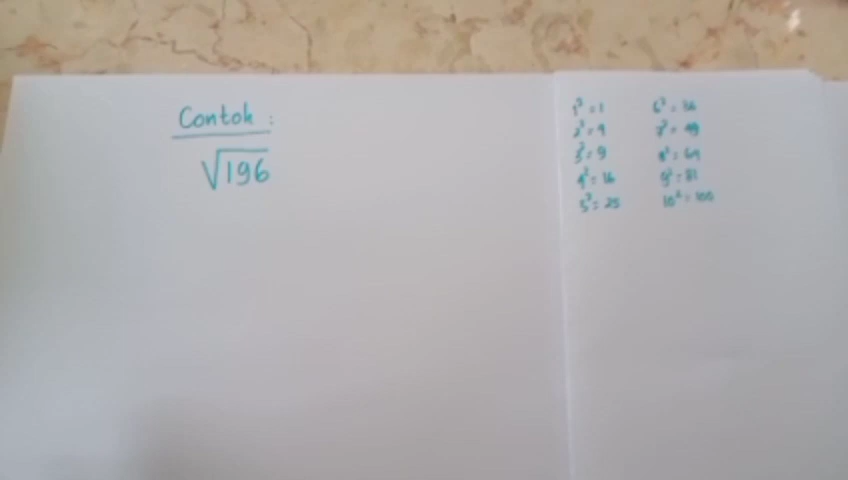 Contoh :
√196
1² = 1
2² = 4
3² = 9
4² = 16
5² = 25
6² = 36
7² = 49
8² = 64
9² = 81
10² = 100